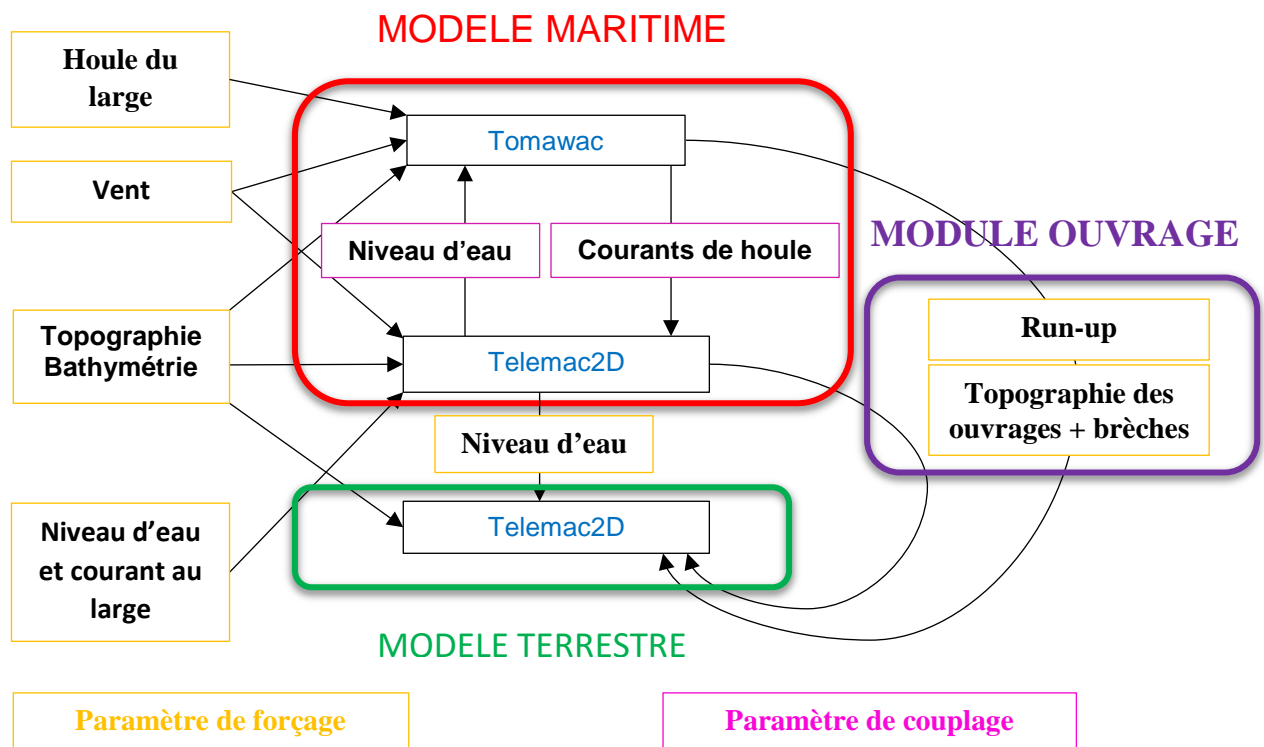 MODELE MARITIME
Houle du
large
Tomawac
Vent
MODULE OUVRAGE
Niveau d’eau
Courants de houle
Run-up
Topographie
Bathymétrie
Telemac2D
Topographie des
ouvrages + brèches
Niveau d’eau
Telemac2D
Niveau d’eau
et courant au
large
MODELE TERRESTRE
Paramètre de forçage
Paramètre de couplage